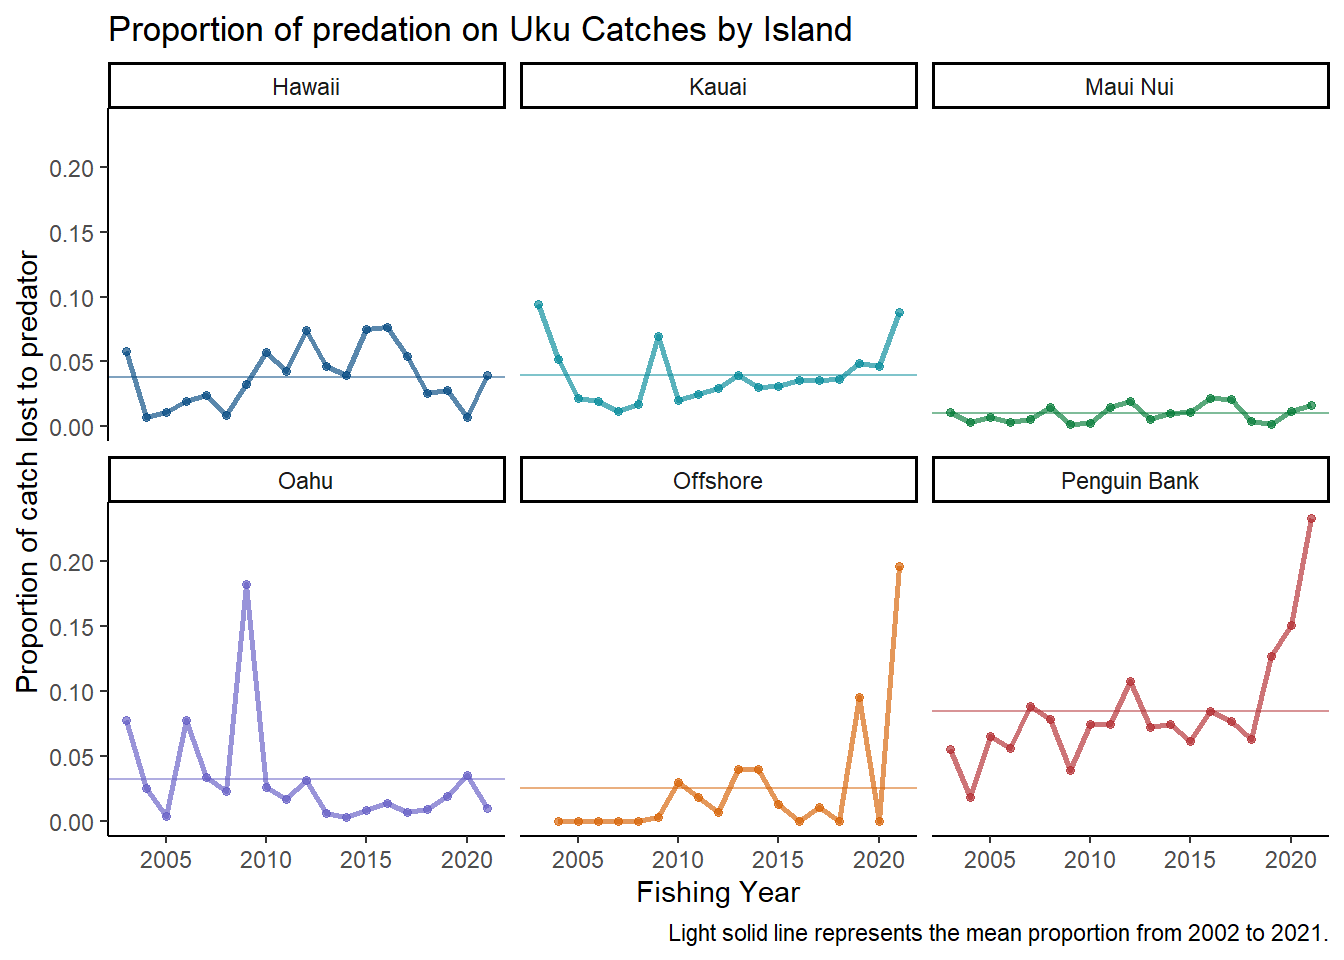 Proportion of predation on Uku Catches by Island
Hawaii
Kauai
Maui Nui
0.20
0.15
0.10
0.05
0.00
Proportion of catch lost to predator
Oahu
Offshore
Penguin Bank
0.20
0.15
0.10
0.05
0.00
2005 2010 2015 2020
2005 2010 2015 2020
2005 2010 2015 2020
Fishing Year
Light solid line represents the mean proportion from 2002 to 2021.